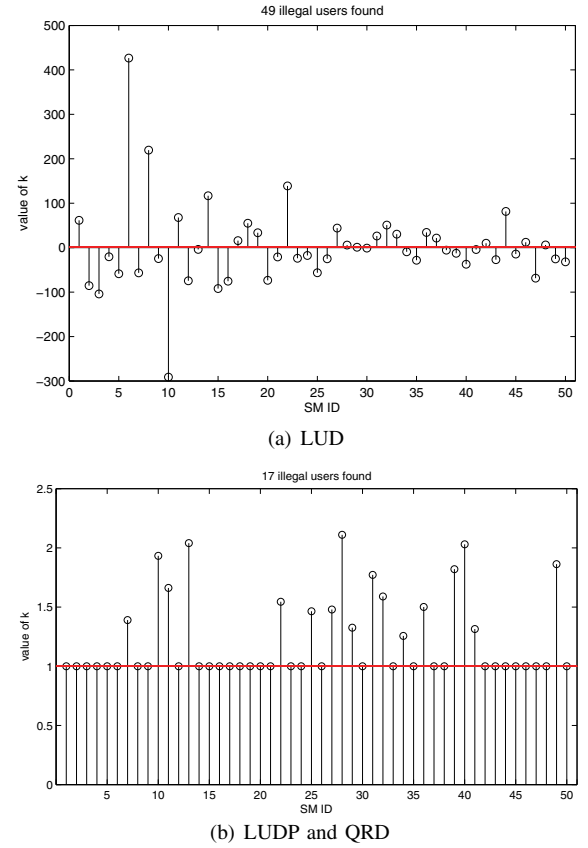 49 illegal users found
500
400
300
200
100
0
−100
−200
−300
value of k
0 5 10 15 20 25 30 35 40 45 50
SM ID
(a) LUD
17 illegal users found
2.5
2
1.5
1
0.5
0
value of k
5 10 15 20 25 30 35 40 45 50
SM ID
(b) LUDP and QRD